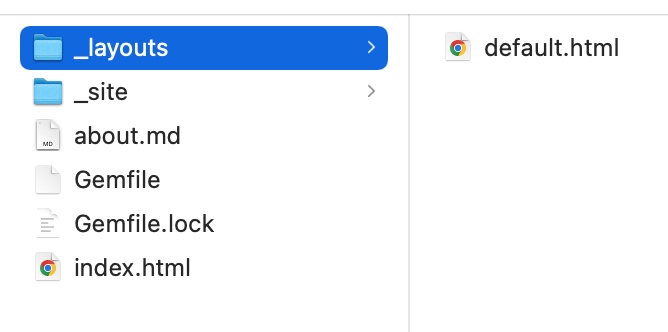 _layouts
_site
about.md
Gemfile
Gemfile.lock
index.html
default.html
MD